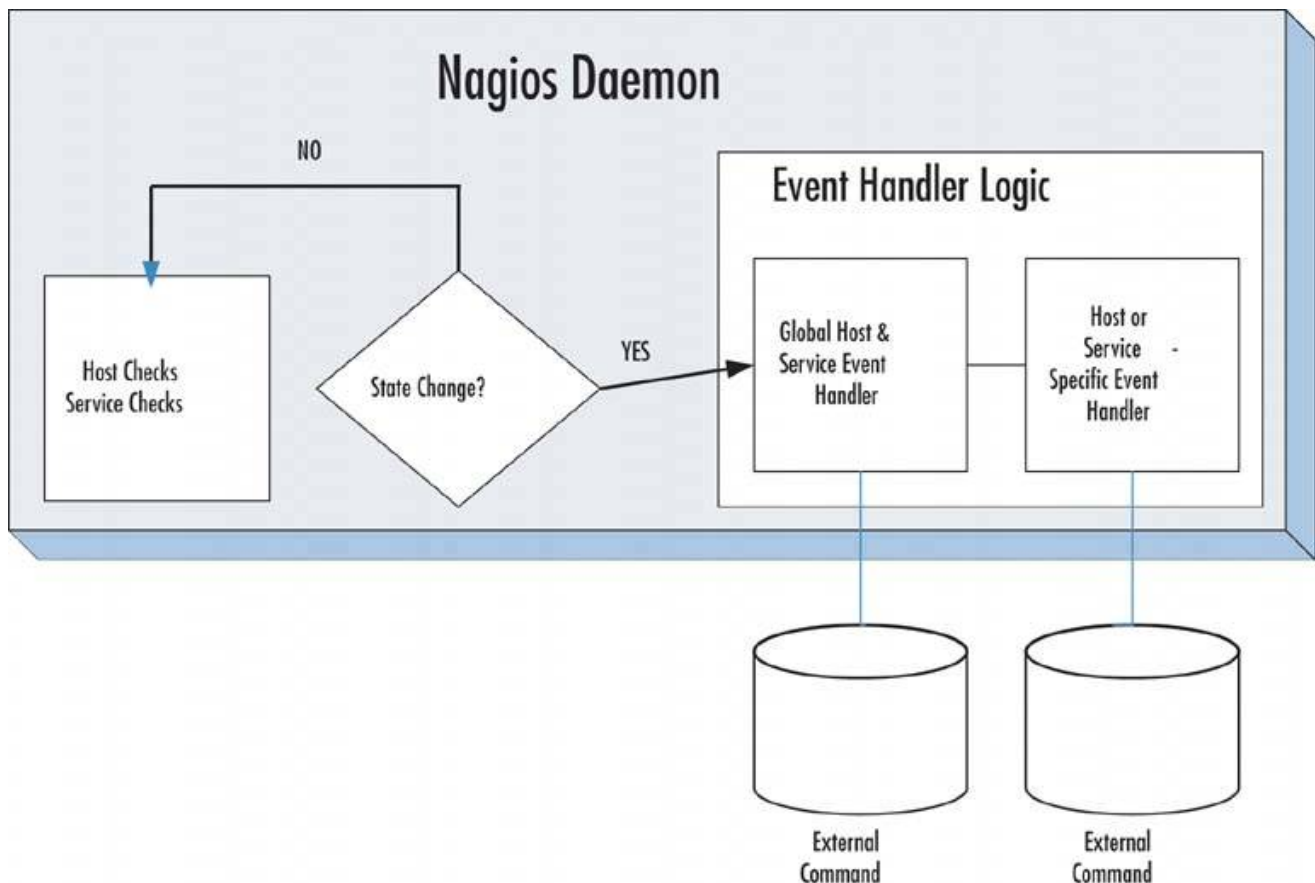 Nagios Daemon
NO
Event Handler Logic
Host Checks
Service Checks
State Change?
YES
Global Host &
Service Event
Handler
Host or
Service -
Specific Event
Handler
External
Command
External
Command